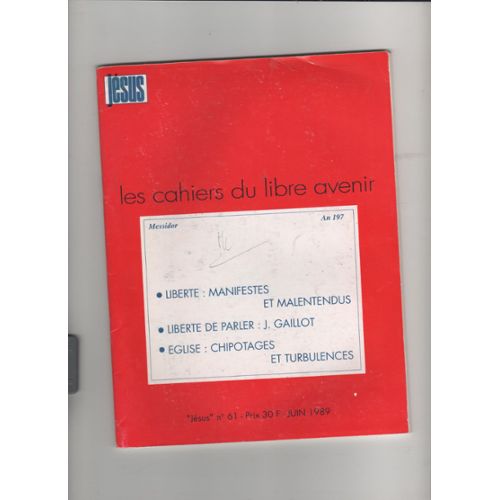 jésus
les cahiers du libre avenir
Messidor An 197
• LIBERTE : MANIFESTES
ET MALENTENDUS
• LIBERTE DE PARLER : J. GAILLOT
• EGLISE : CHIPOTAGES
ET TURBULENCES
"Jésus" n° 61 - Prix 30 F - JUIN 1989